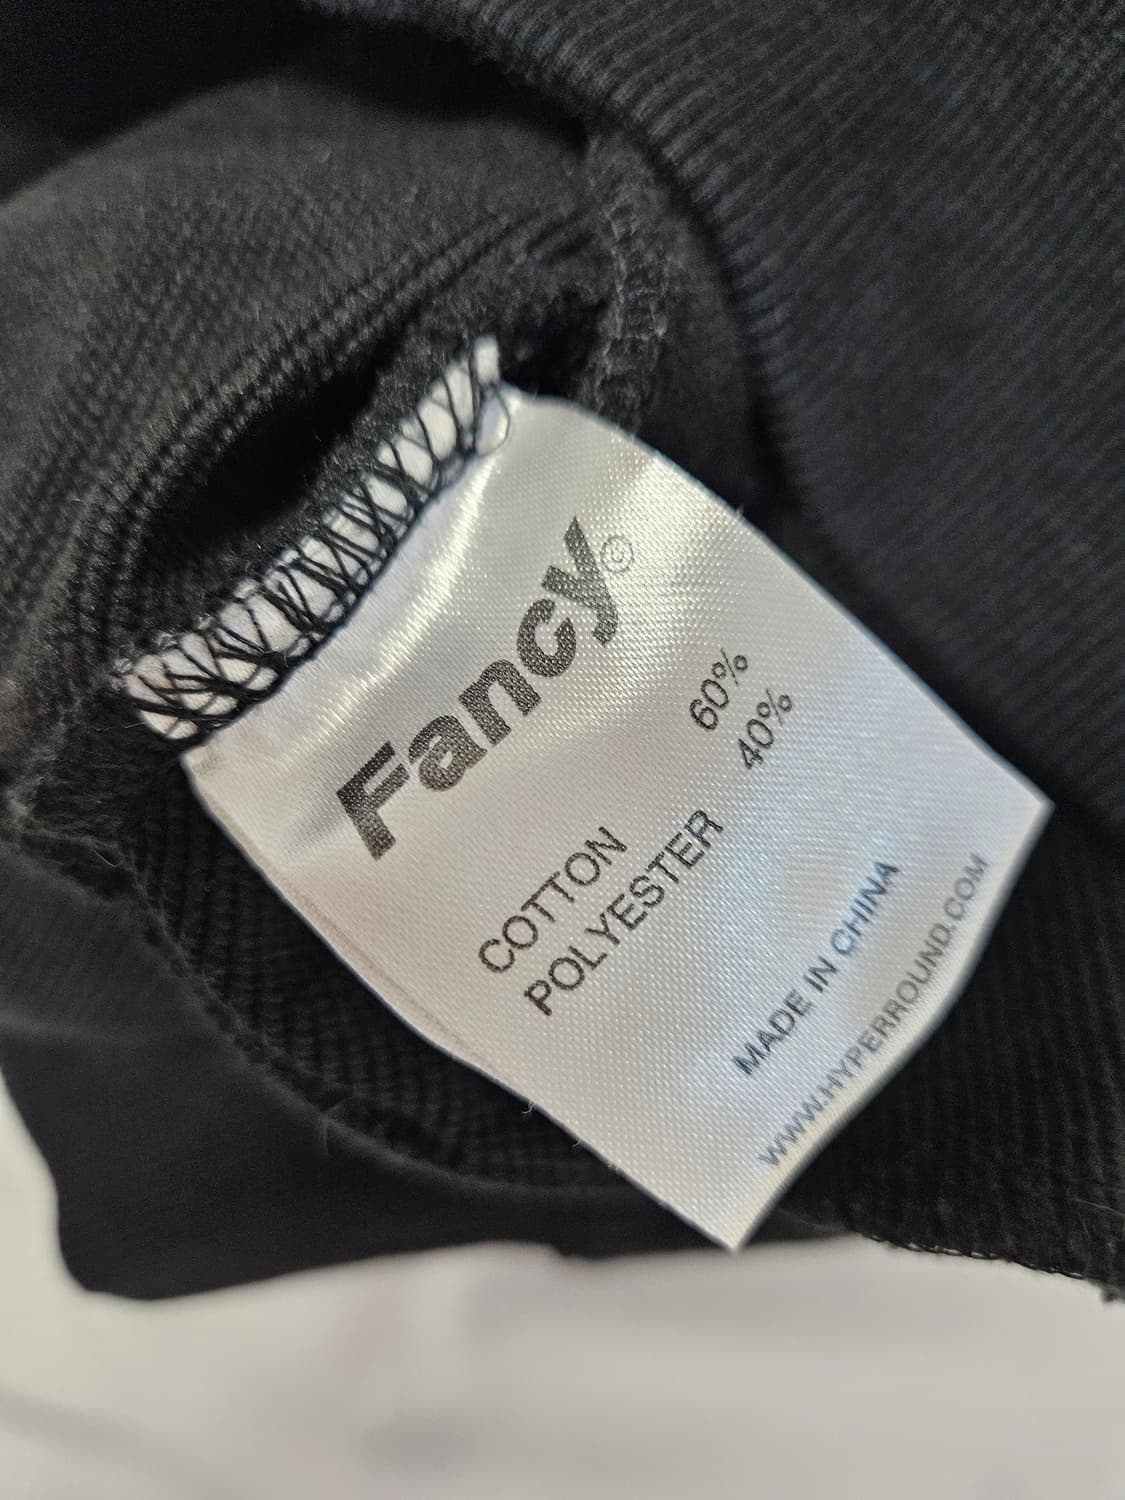 Fancy©
COTTON 60%
POLYESTER 40%
MADE IN CHINA
WWW.HYPERROUND.COM